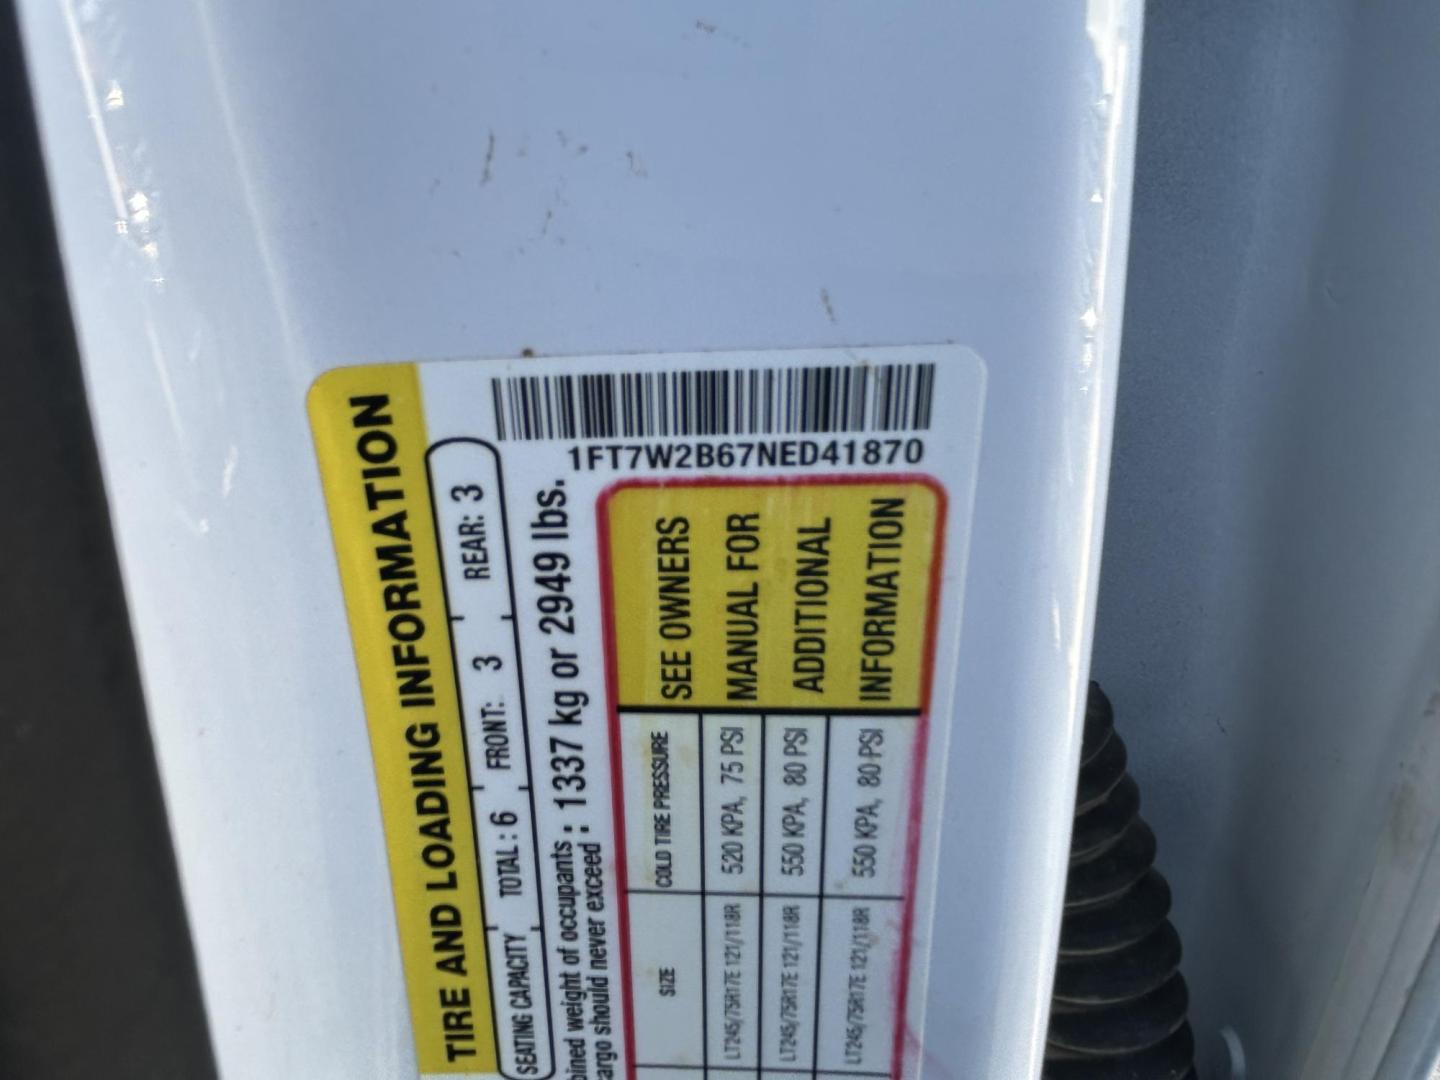 TIRE AND LOADING INFORMATION
SEATING CAPACITY TOTAL: 6 FRONT: 3 REAR: 3
of occupants : 1337 kg or 2949 lbs.
weight
should never exceed :
1FT7W2B67NED41870
SIZE COLD TIRE PRESSURE SEE OWNERS
LT245/75R17E 121/118R 520 KPA, 75 PSI MANUAL FOR
LT245/75R17E 121/118R 550 KPA, 80 PSI ADDITIONAL
LT245/75R17E 121/118R 550 KPA, 80 PSI INFORMATION